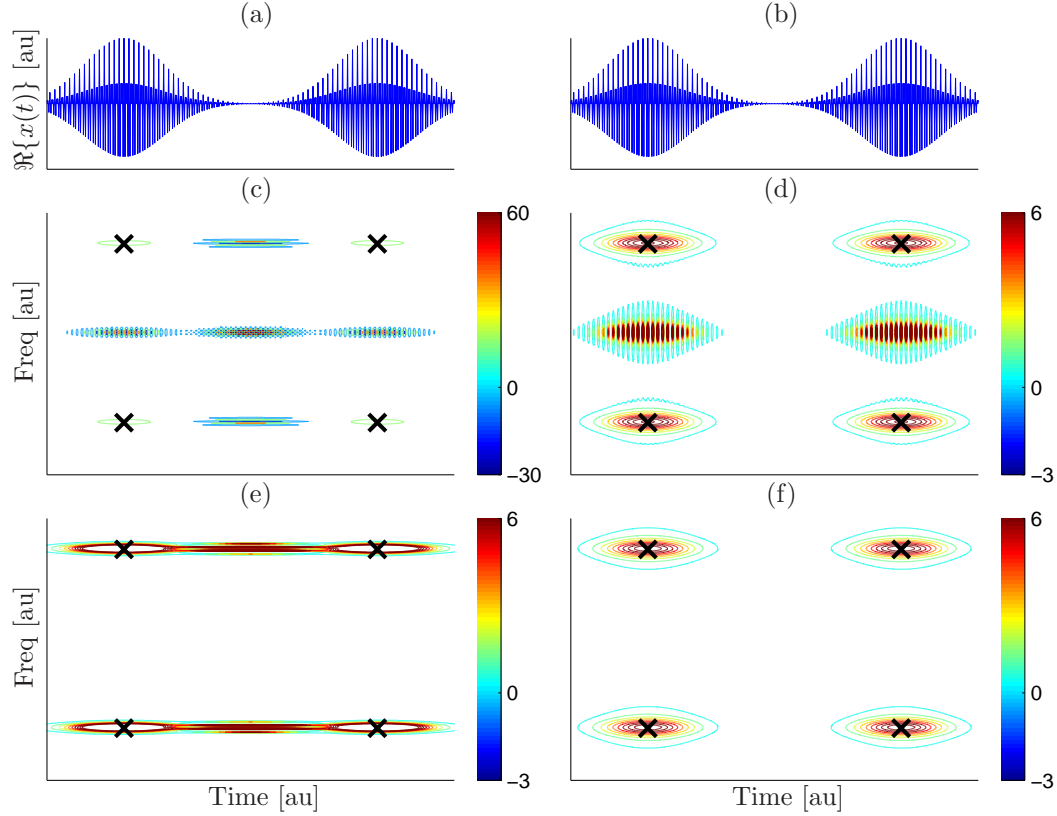 (a)
(b)
ℜ{x(t)} [au]
(c)
(d)
Freq [au]
60
0
−30
6
0
−3
(e)
(f)
Freq [au]
6
0
−3
6
0
−3
Time [au]
Time [au]